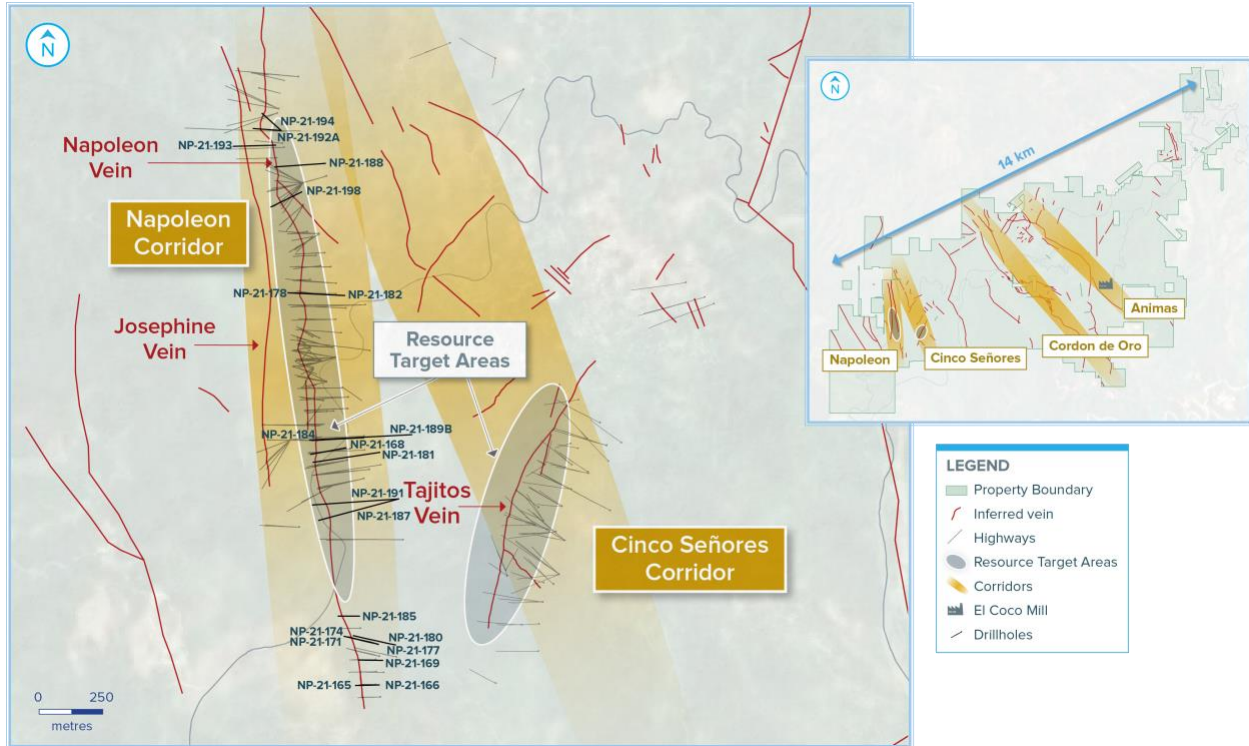 N
NP-21-194
NP-21-192A
NP-21-193
Napoleon
Vein
NP-21-188
NP-21-198
Napoleon
Corridor
NP-21-178
NP-21-182
Josephine
Vein
Resource
Target Areas
NP-21-184
NP-21-189B
NP-21-168
NP-21-181
NP-21-191
Tajitos
Vein
NP-21-187
Cinco Señores
Corridor
NP-21-185
NP-21-174
NP-21-171
NP-21-180
NP-21-177
NP-21-169
NP-21-165
NP-21-166
0 250
metres
N
14 km
Animas
Cordon de Oro
Napoleon
Cinco Señores
LEGEND
Property Boundary
Inferred vein
Highways
Resource Target Areas
Corridors
El Coco Mill
Drillholes